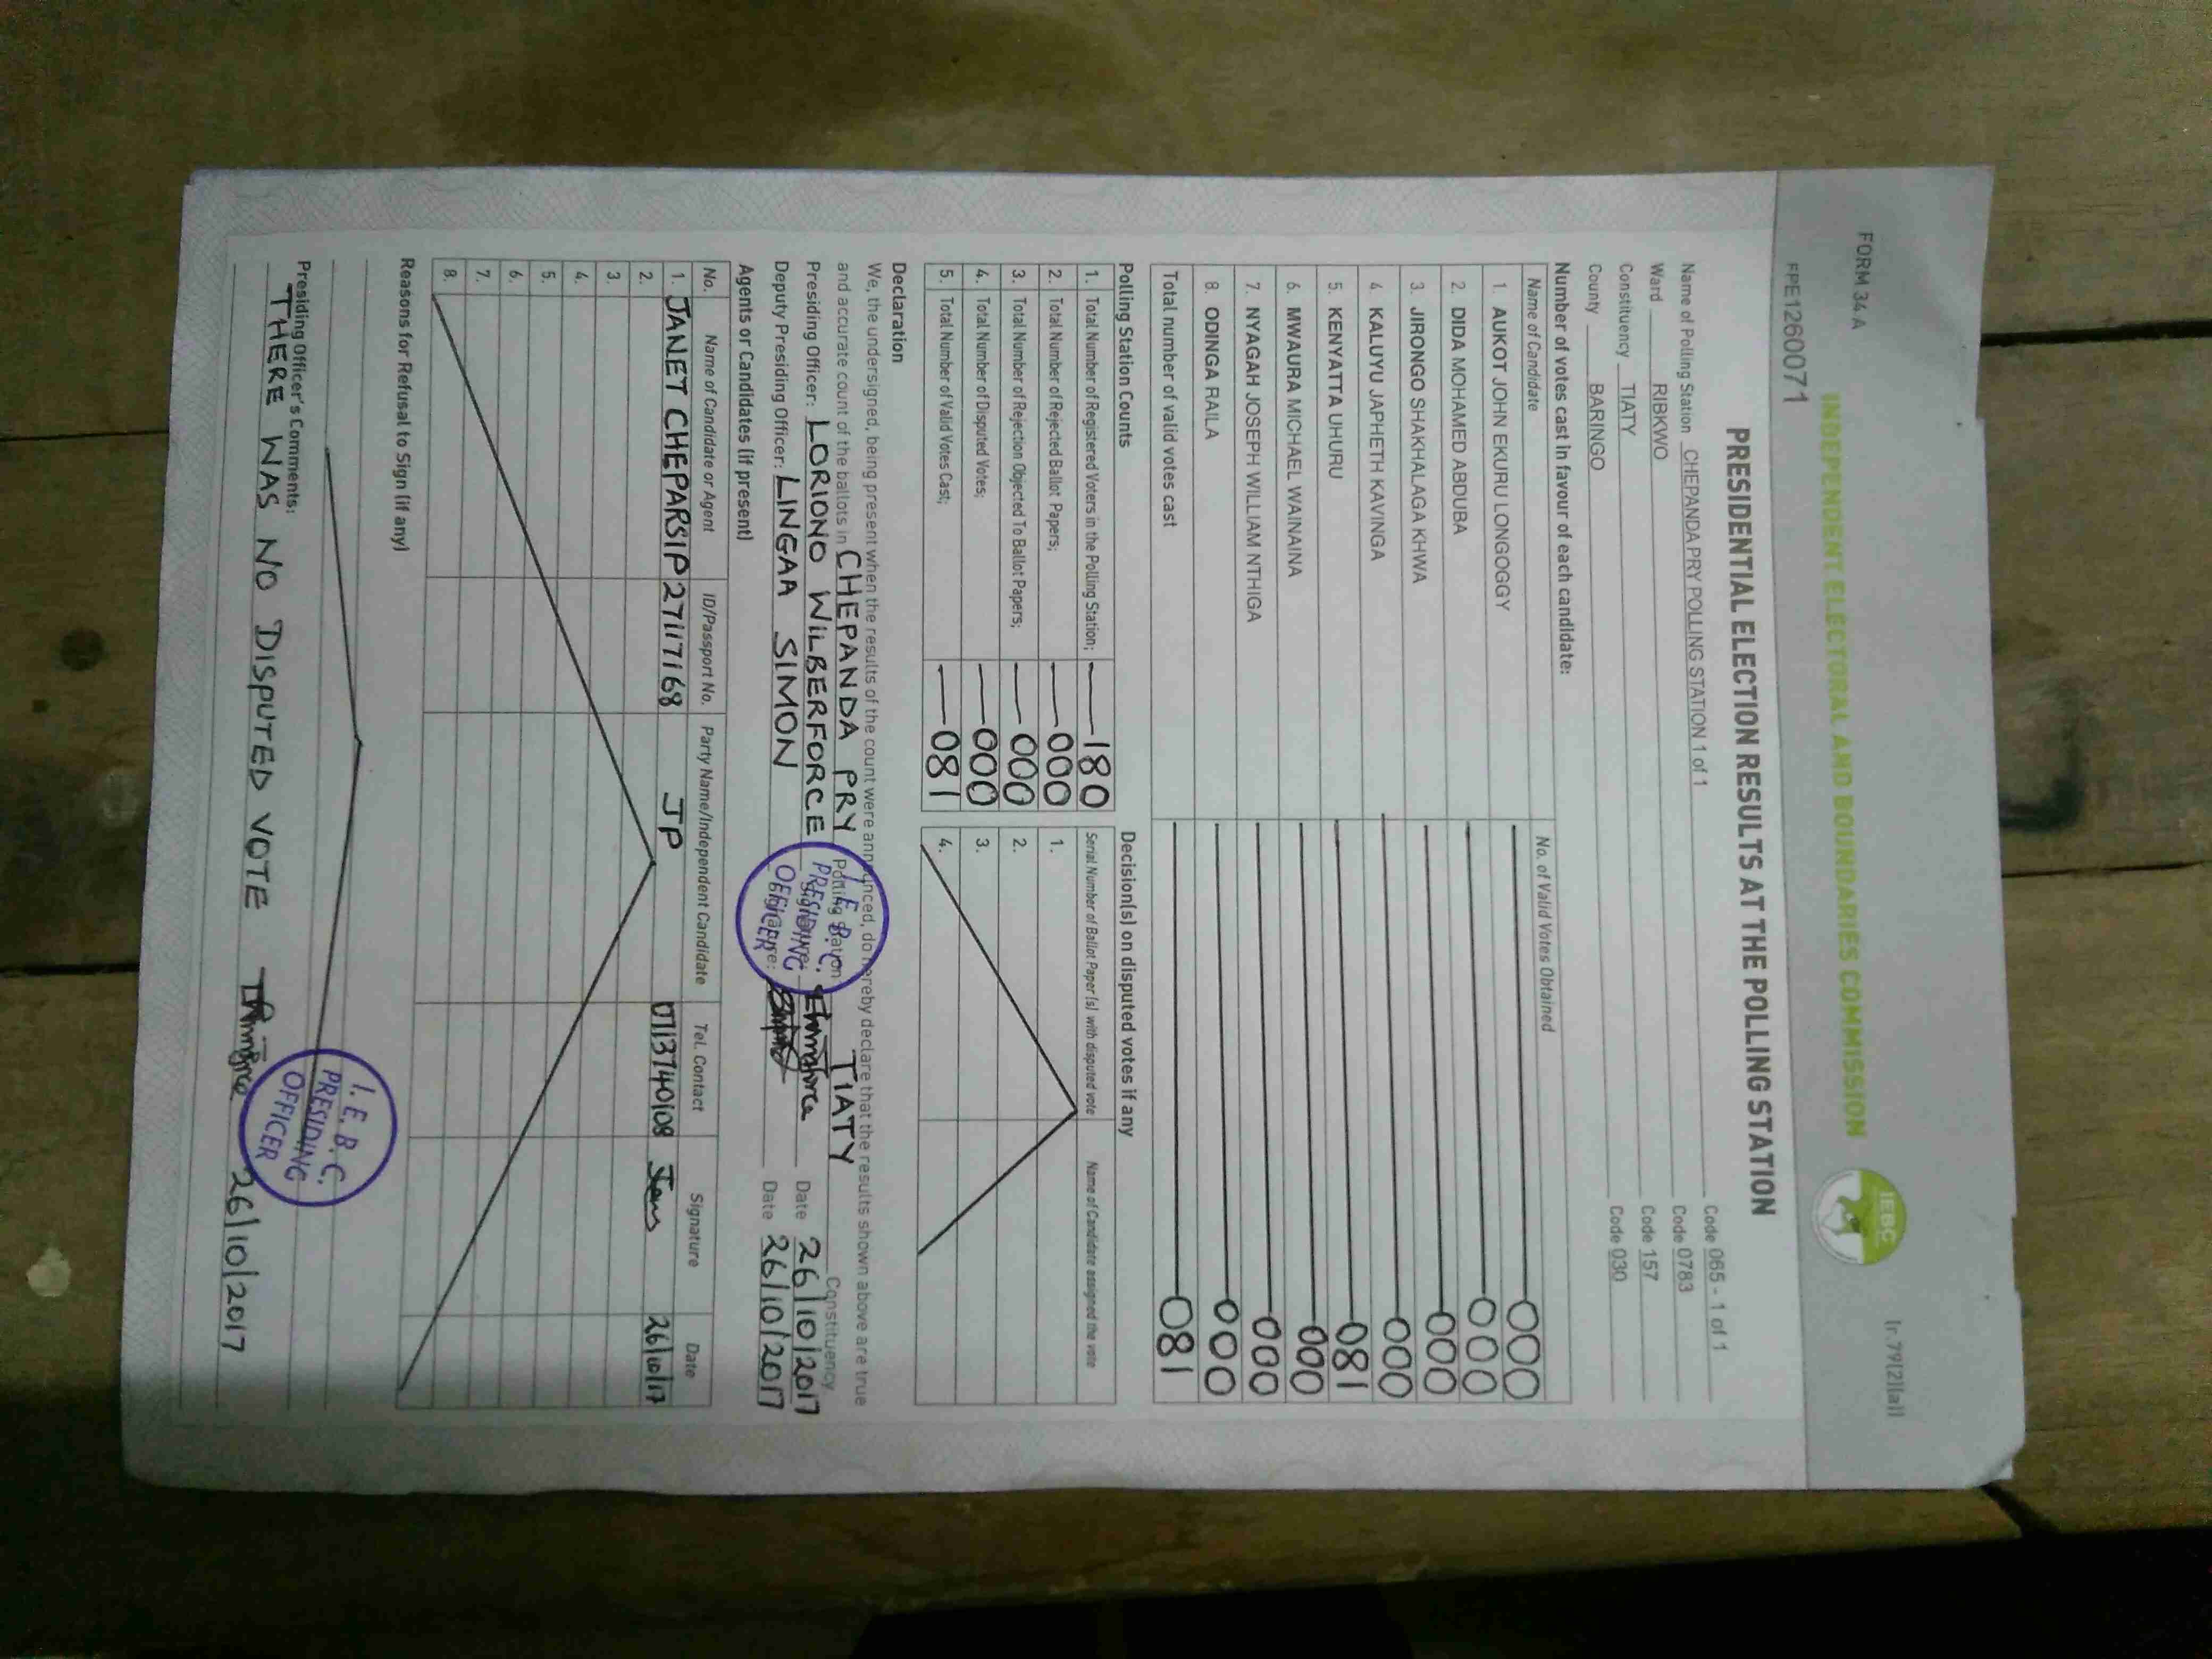 FORM 34 A
(r.79(2)(a))
INDEPENDENT ELECTORAL AND BOUNDARIES COMMISSION
IEBC
FPE1260071
PRESIDENTIAL ELECTION RESULTS AT THE POLLING STATION
Name of Polling Station CHEPANDA PRY POLLING STATION 1 of 1 Code 065 - 1 of 1
Ward RIBKWO Code 0783
Constituency TIATY Code 157
County BARINGO Code 030
Number of votes cast in favour of each candidate:
Name of Candidate No. of Valid Votes Obtained
1. AUKOT JOHN EKURU LONGOGGY 000
2. DIDA MOHAMED ABDUBA 000
3. JIRONGO SHAKHALAGA KHWA 000
4 KALUYU JAPHETH KAVINGA 000
5. KENYATTA UHURU 081
6. MWAURA MICHAEL WAINAINA 000
7. NYAGAH JOSEPH WILLIAM NTHIGA 000
8. ODINGA RAILA 000
Total number of valid votes cast 081
Polling Station Counts
1. Total Number of Registered Voters in the Polling Station; 180
2. Total Number of Rejected Ballot Papers; 000
3. Total Number of Rejection Objected To Ballot Papers; 000
4. Total Number of Disputed Votes; 000
5. Total Number of Valid Votes Cast; 081
Decision(s) on disputed votes if any
Serial Number of Ballot Paper (s) with disputed vote Name of Candidate assigned the vote
1.
2.
3.
4.
Declaration
We, the undersigned, being present when the results of the count were announced, do hereby declare that the results shown above are true
and accurate count of the ballots in CHEPANDA PRY Polling Station TIATY Constituency
Presiding Officer: LORIONO WILBERFORCE Signature: Date 26/10/2017
Deputy Presiding Officer: LINGAA SIMON Signature: Date 26/10/2017
I.E.B.C.
PRESIDING
OFFICER
Agents or Candidates (if present)
No. Name of Candidate or Agent ID/Passport No. Party Name/Independent Candidate Tel. Contact Signature Date
1. JANET CHEPARSIP 27117168 JP 0713740108 26/10/17
2.
3.
4.
5.
6.
7.
8.
Reasons for Refusal to Sign (if any)
Presiding Officer's Comments:
THERE WAS NO DISPUTED VOTE 26/10/2017
I.E.B.C.
PRESIDING
OFFICER